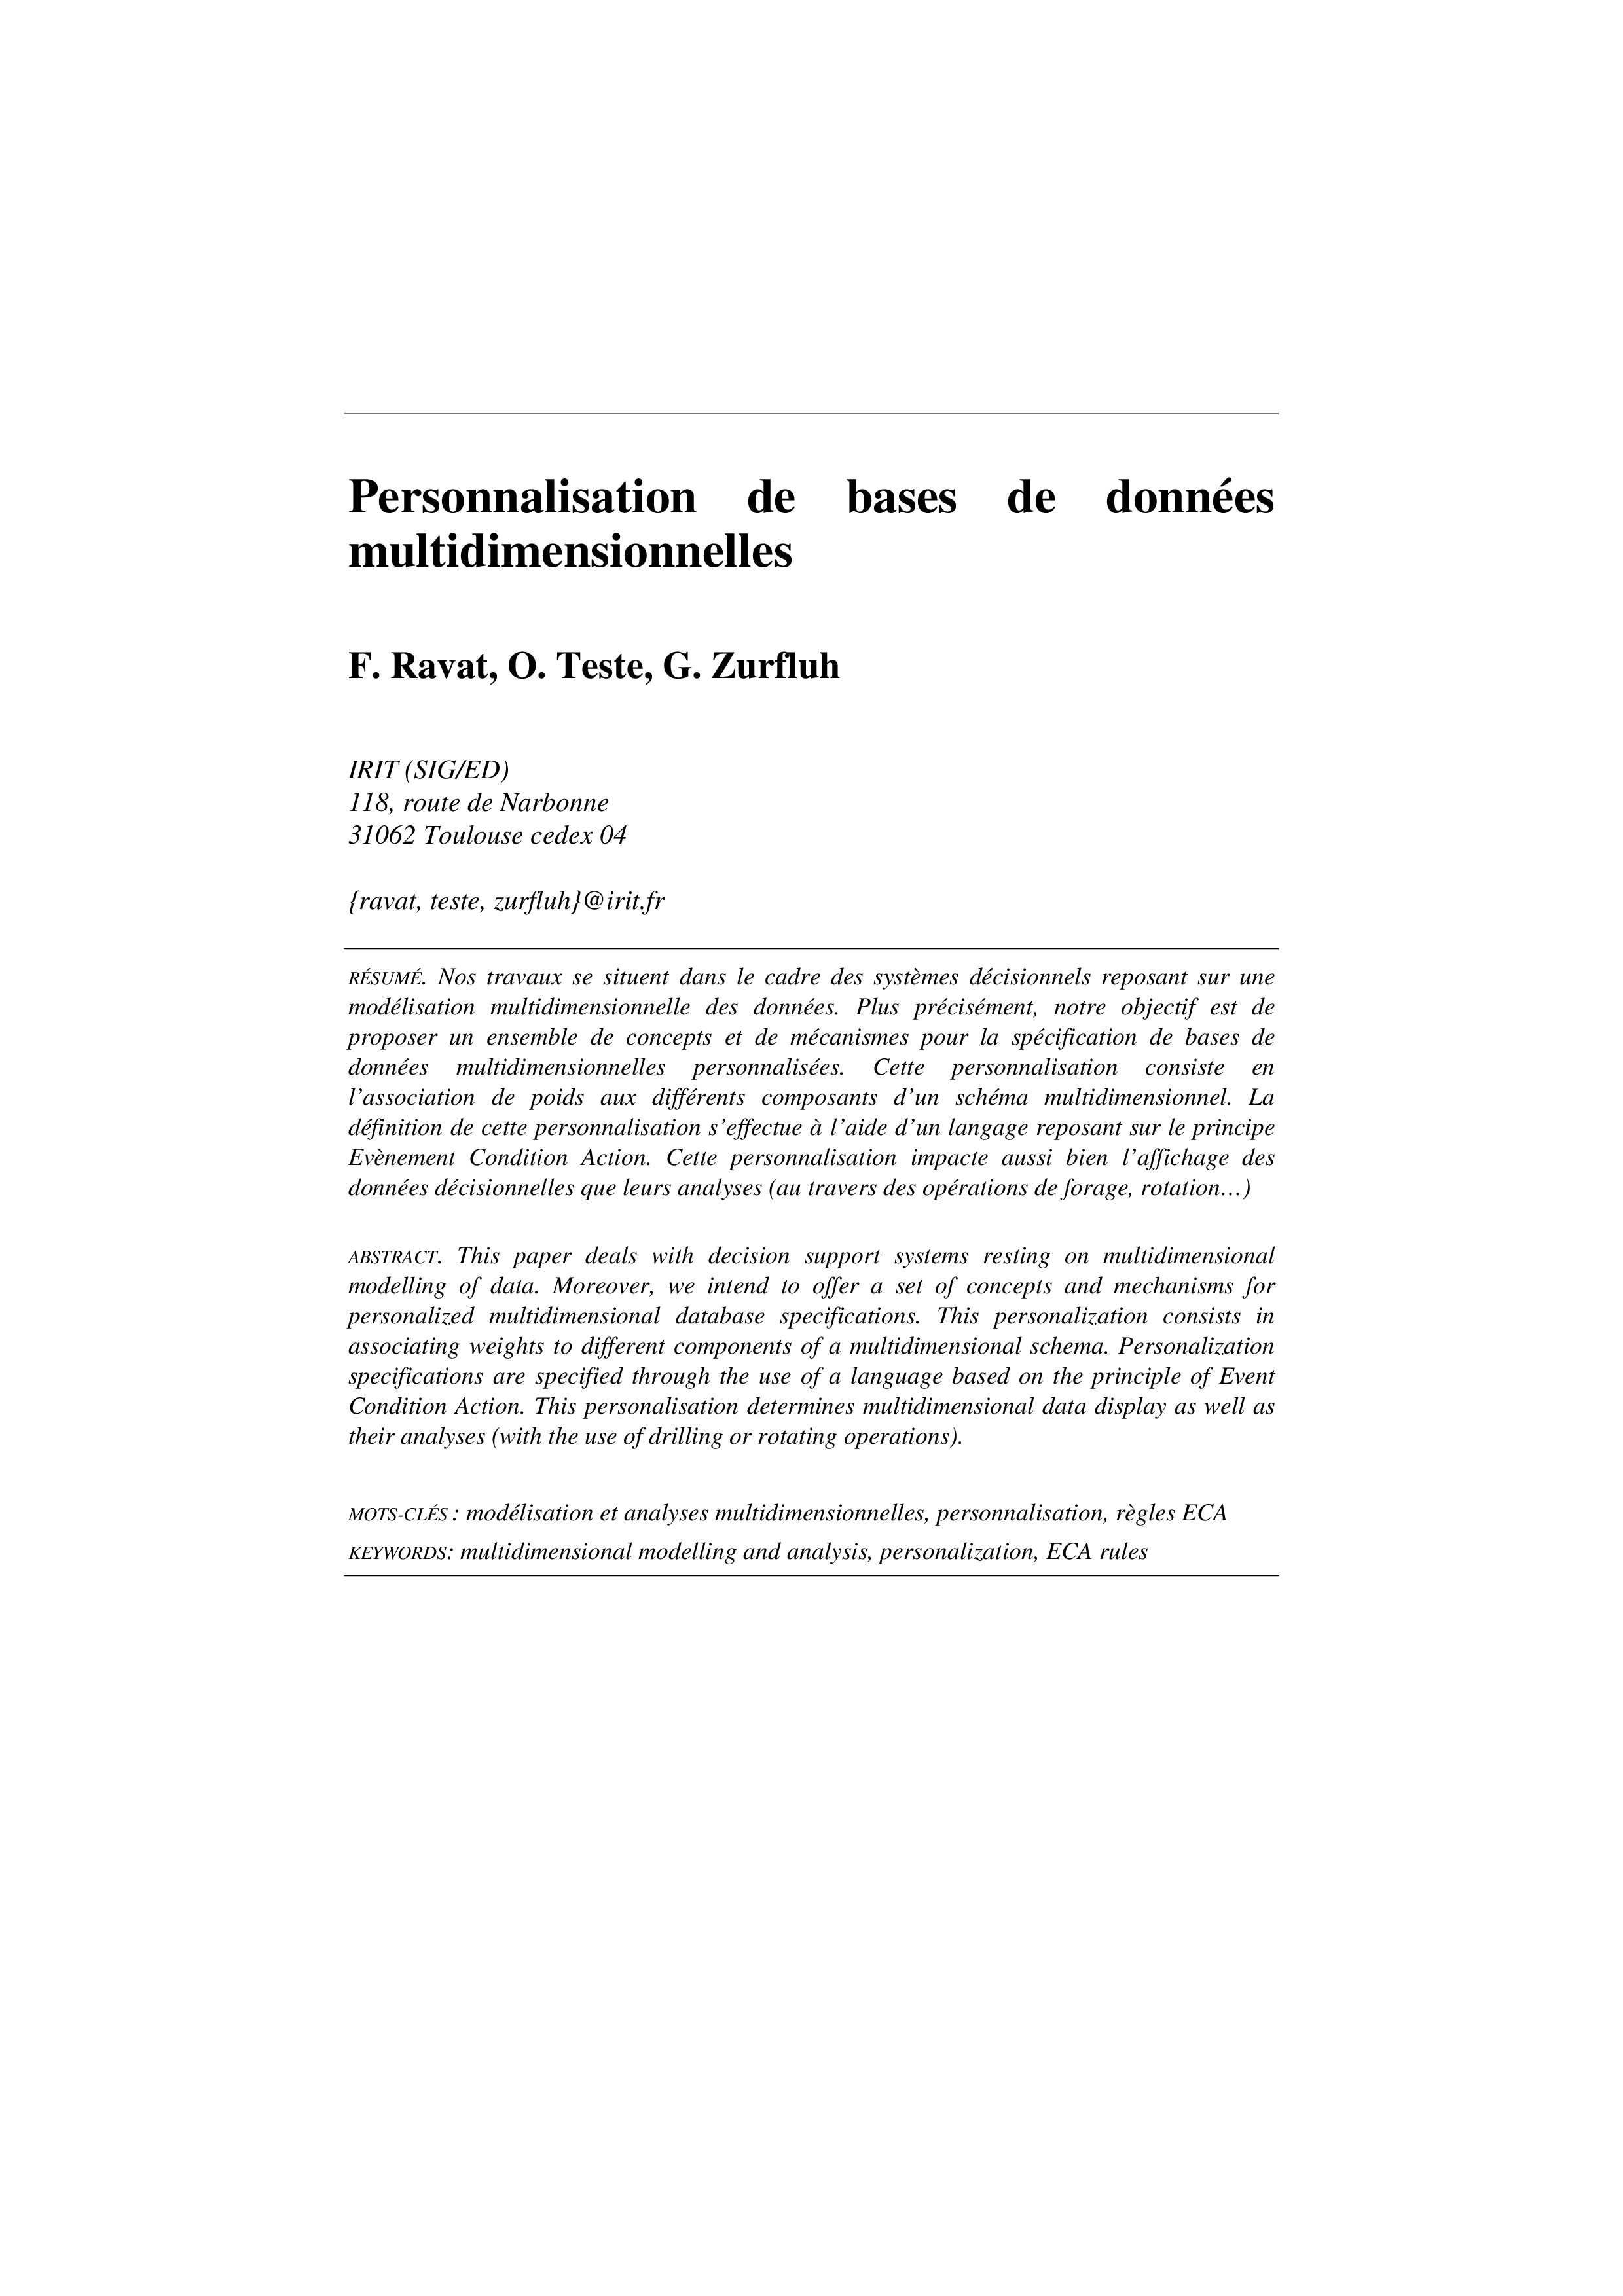 Personnalisation de bases de données
multidimensionnelles
F. Ravat, O. Teste, G. Zurfluh
IRIT (SIG/ED)
118, route de Narbonne
31062 Toulouse cedex 04
{ravat, teste, zurfluh}@irit.fr
RÉSUMÉ. Nos travaux se situent dans le cadre des systèmes décisionnels reposant sur une
modélisation multidimensionnelle des données. Plus précisément, notre objectif est de
proposer un ensemble de concepts et de mécanismes pour la spécification de bases de
données multidimensionnelles personnalisées. Cette personnalisation consiste en
l’association de poids aux différents composants d’un schéma multidimensionnel. La
définition de cette personnalisation s’effectue à l’aide d’un langage reposant sur le principe
Evènement Condition Action. Cette personnalisation impacte aussi bien l’affichage des
données décisionnelles que leurs analyses (au travers des opérations de forage, rotation…)
ABSTRACT. This paper deals with decision support systems resting on multidimensional
modelling of data. Moreover, we intend to offer a set of concepts and mechanisms for
personalized multidimensional database specifications. This personalization consists in
associating weights to different components of a multidimensional schema. Personalization
specifications are specified through the use of a language based on the principle of Event
Condition Action. This personalisation determines multidimensional data display as well as
their analyses (with the use of drilling or rotating operations).
MOTS-CLÉS : modélisation et analyses multidimensionnelles, personnalisation, règles ECA
KEYWORDS: multidimensional modelling and analysis, personalization, ECA rules